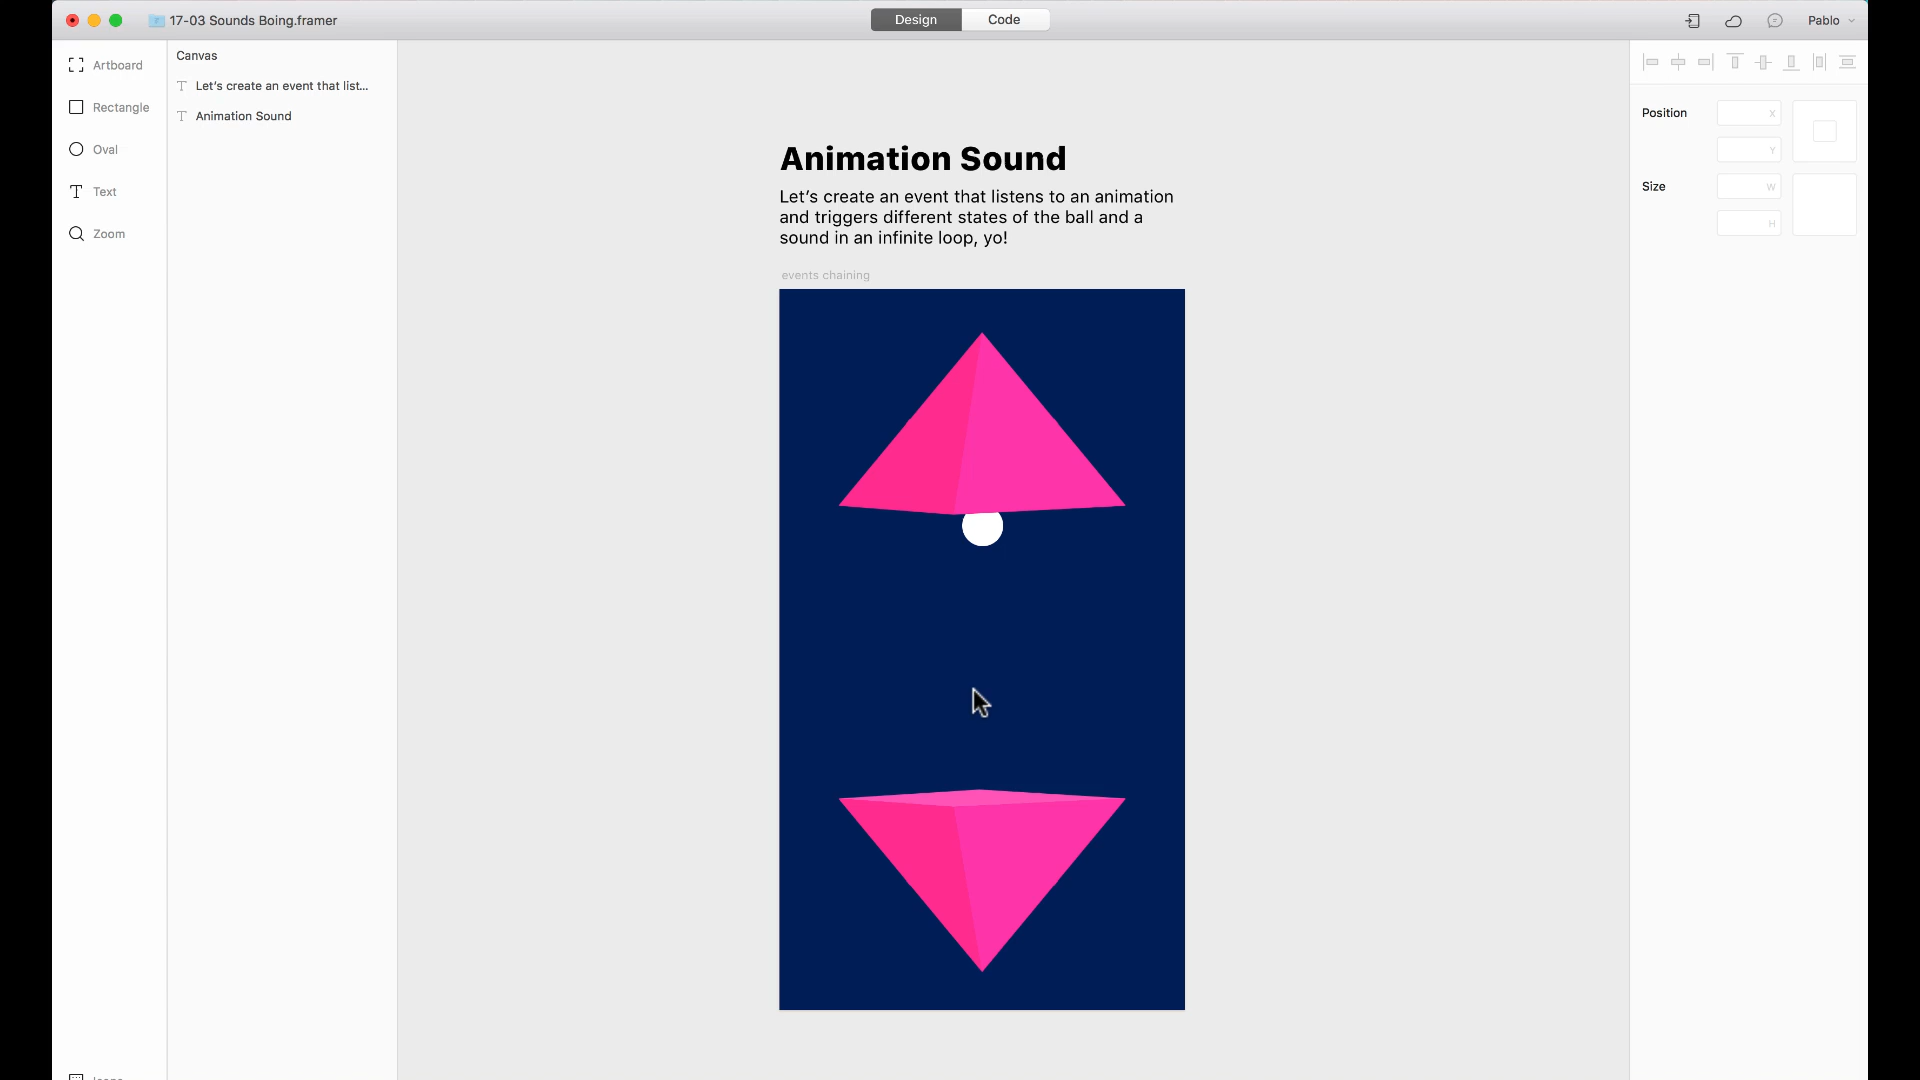 17-03 Sounds Boing.framer
Design
Code
Pablo
Artboard
Rectangle
Oval
Text
Zoom
Canvas
T Let's create an event that list...
T Animation Sound
Animation Sound
Let's create an event that listens to an animation
and triggers different states of the ball and a
sound in an infinite loop, yo!
events chaining
Position
X
Y
Size
W
H